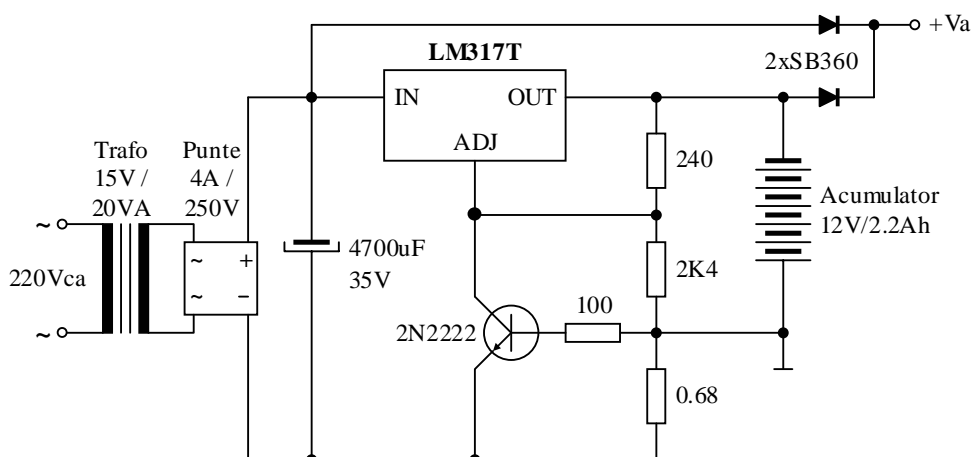 +Va
LM317T
2xSB360
IN
OUT
ADJ
Trafo
15V /
20VA
Punte
4A /
250V
240
Acumulator
12V/2.2Ah
~
220Vca
~
~
+
~
−
4700uF
35V
2K4
100
2N2222
0.68